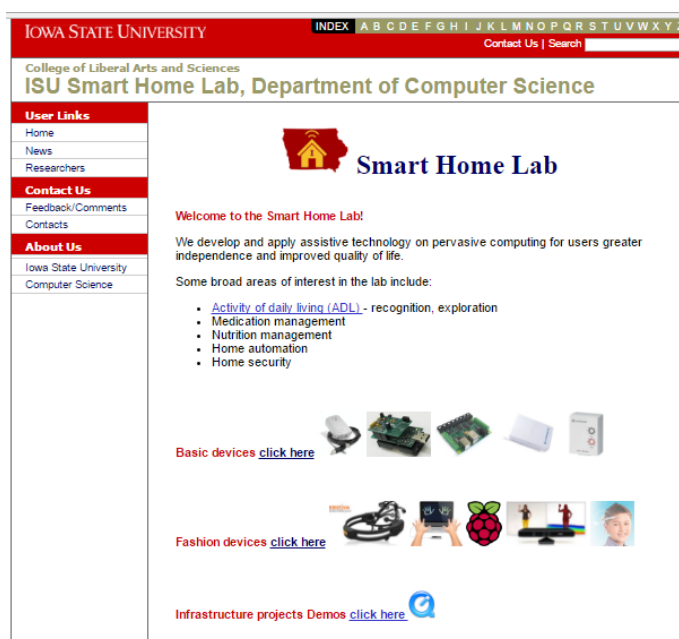 IOWA STATE UNIVERSITY
INDEX A B C D E F G H I J K L M N O P Q R S T U V W X Y Z
Contact Us | Search
College of Liberal Arts and Sciences
ISU Smart Home Lab, Department of Computer Science
User Links
Home
News
Researchers
Contact Us
Feedback/Comments
Contacts
About Us
Iowa State University
Computer Science
Smart Home Lab
Welcome to the Smart Home Lab!
We develop and apply assistive technology on pervasive computing for users greater
independence and improved quality of life.
Some broad areas of interest in the lab include:
Activity of daily living (ADL) - recognition, exploration
Medication management
Nutrition management
Home automation
Home security
Basic devices click here
Fashion devices click here
Infrastructure projects Demos click here